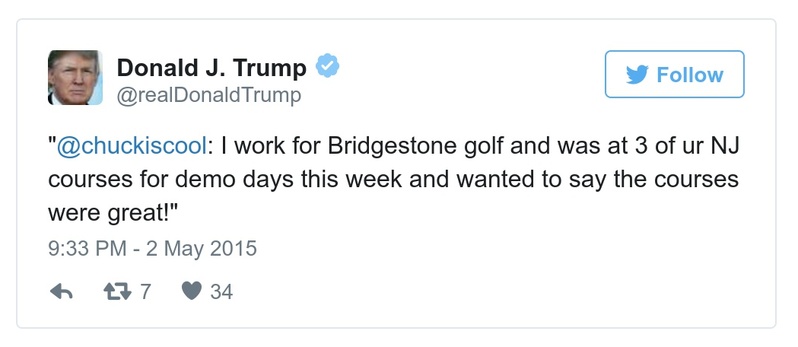 Donald J. Trump
@realDonaldTrump
Follow
"@chuckiscool: I work for Bridgestone golf and was at 3 of ur NJ
courses for demo days this week and wanted to say the courses
were great!"
9:33 PM - 2 May 2015
7 34